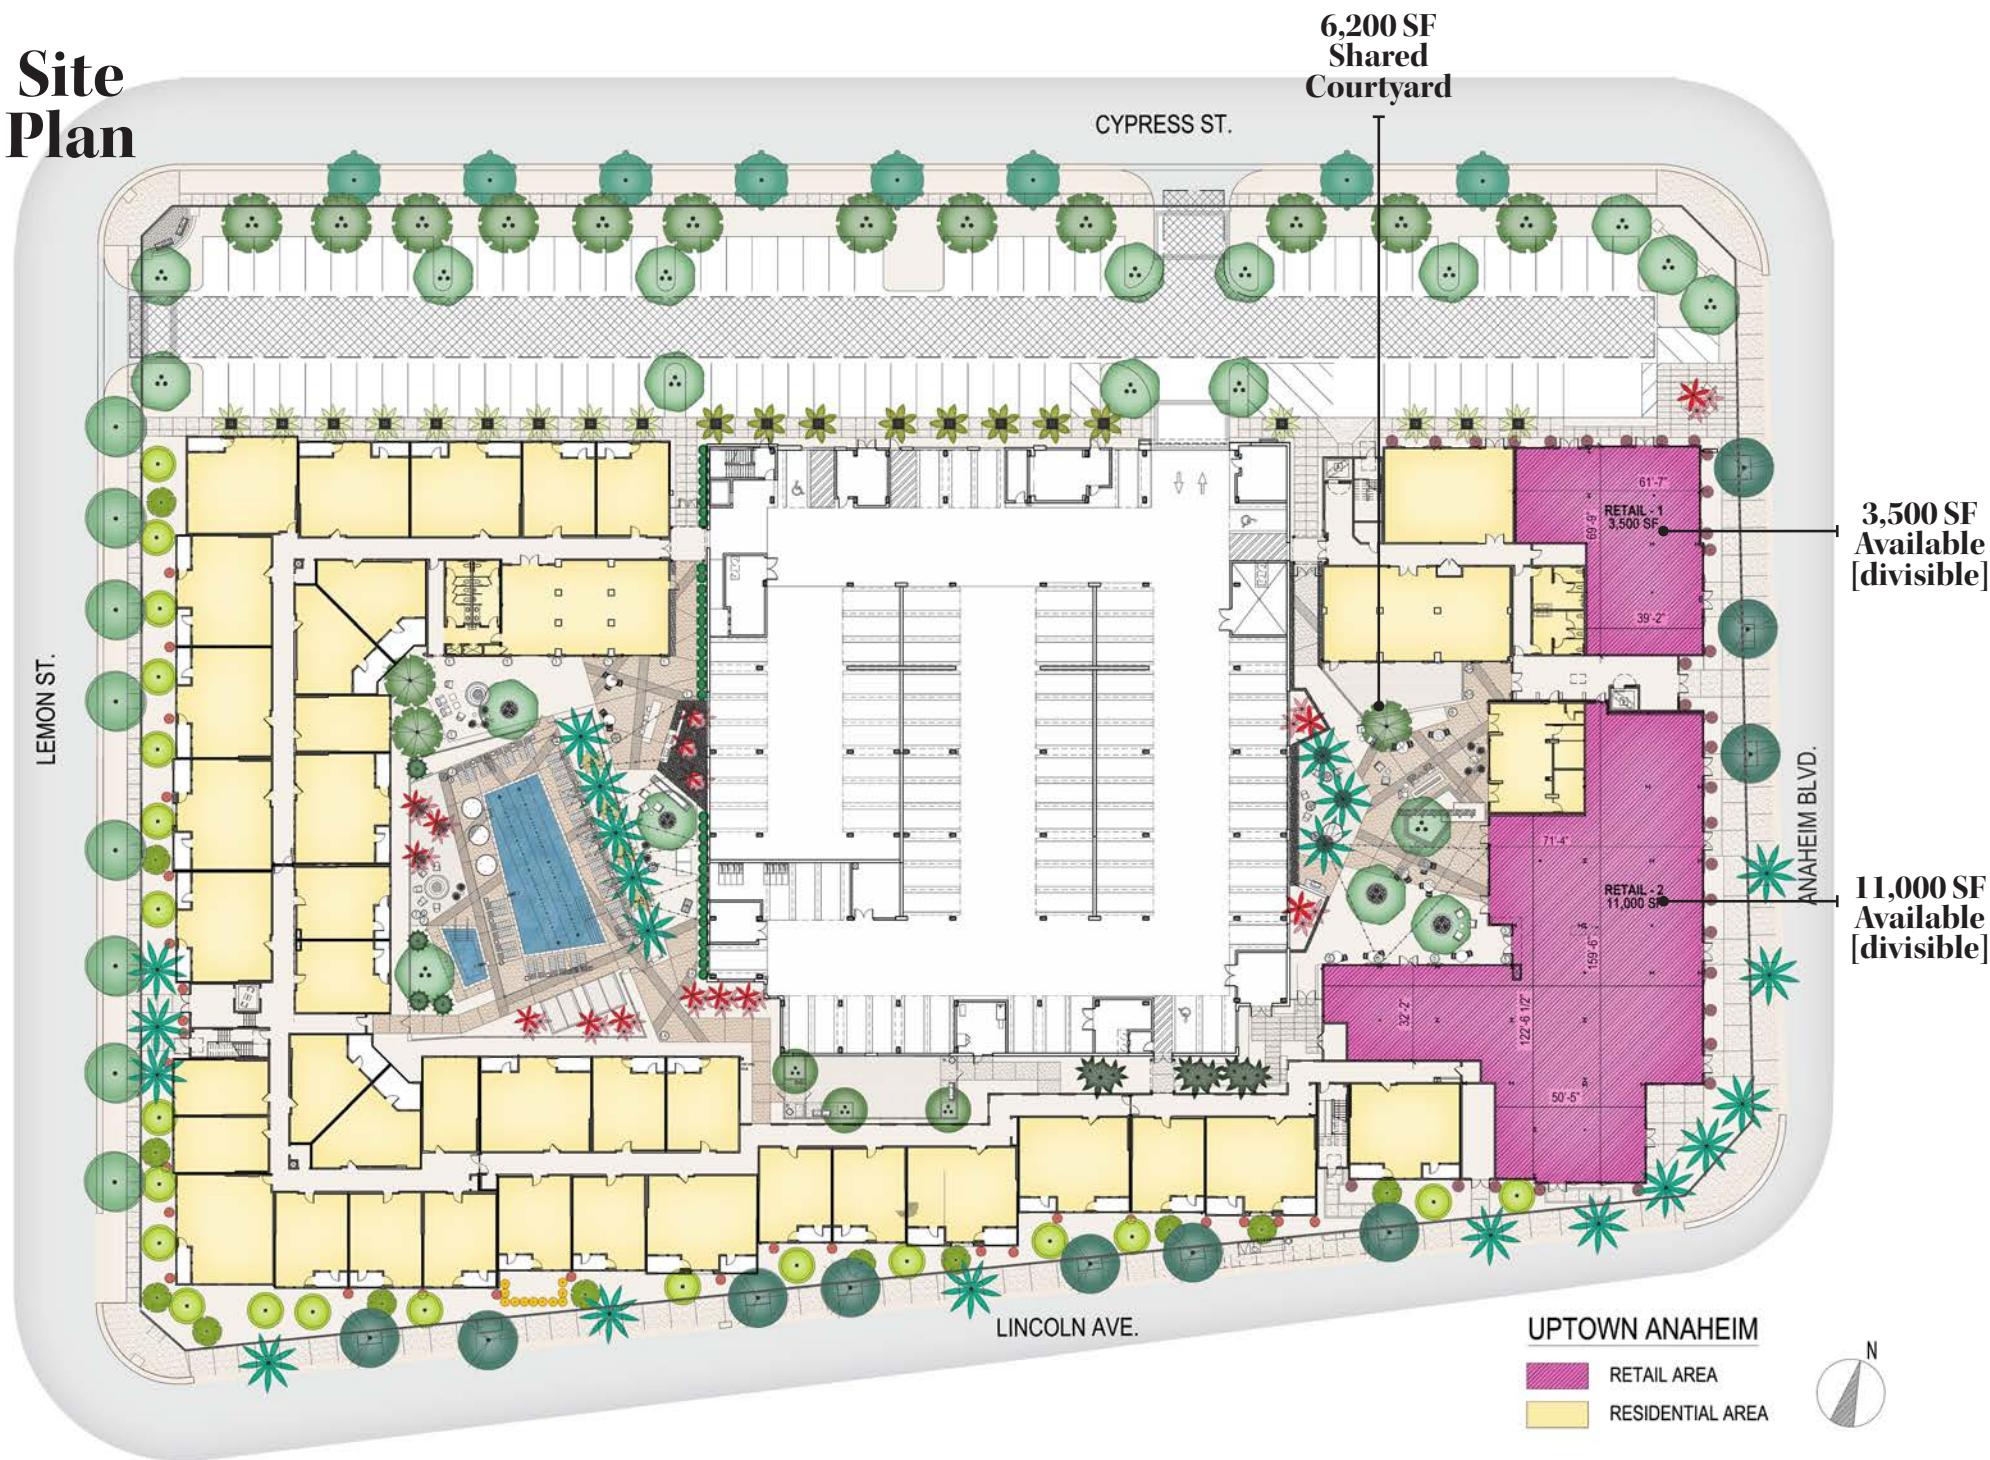 Site
Plan
6,200 SF
Shared
Courtyard
CYPRESS ST.
LEMON ST.
61'-7"
RETAIL - 1
3,500 SF
69'-9"
39'-2"
3,500 SF
Available
[divisible]
ANAHEIM BLVD.
71'-4"
RETAIL - 2
11,000 SF
159'-6"
32'-2"
122'-6 1/2"
50'-5"
11,000 SF
Available
[divisible]
LINCOLN AVE.
UPTOWN ANAHEIM
RETAIL AREA
RESIDENTIAL AREA
N